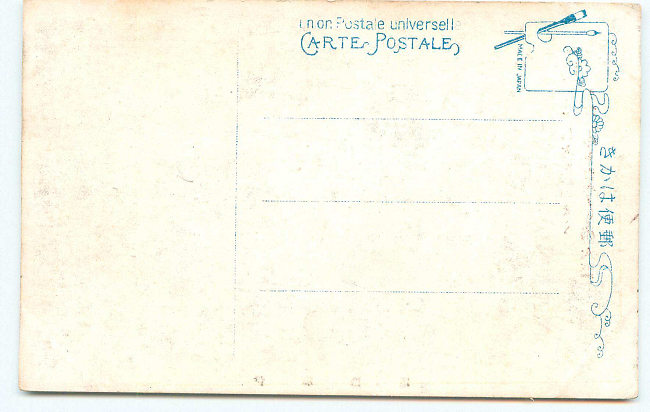 Union Postale universelle
CARTE POSTALE
MADE IN JAPAN
郵便はかき